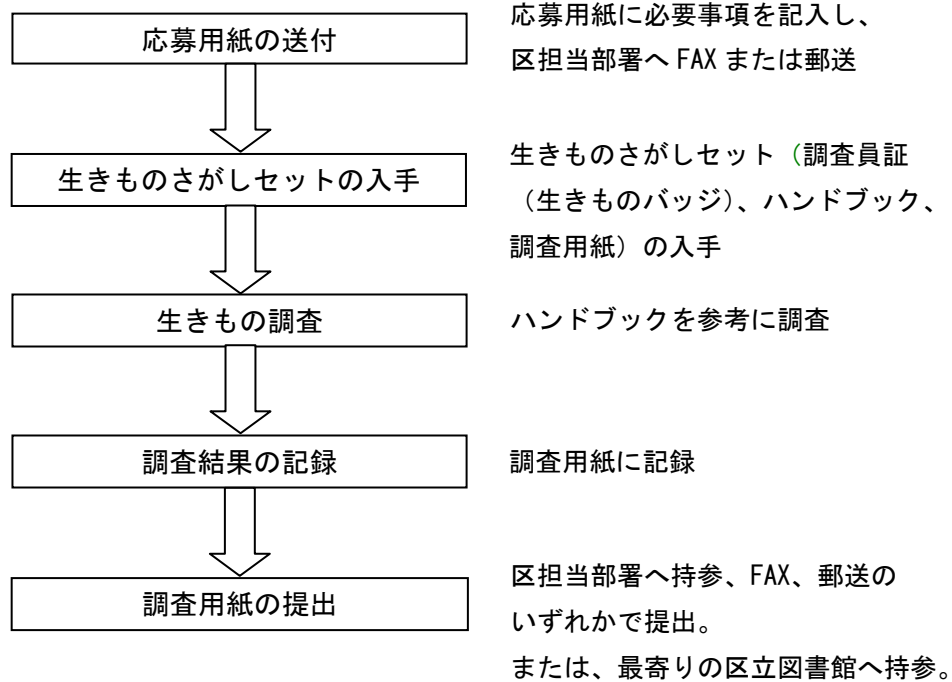 応募用紙の送付
応募用紙に必要事項を記入し、
区担当部署へ FAX または郵送
生きものさがしセットの入手
生きものさがしセット（調査員証
（生きものバッジ）、ハンドブック、
調査用紙）の入手
生きもの調査
ハンドブックを参考に調査
調査結果の記録
調査用紙に記録
調査用紙の提出
区担当部署へ持参、FAX、郵送の
いずれかで提出。
または、最寄りの区立図書館へ持参。